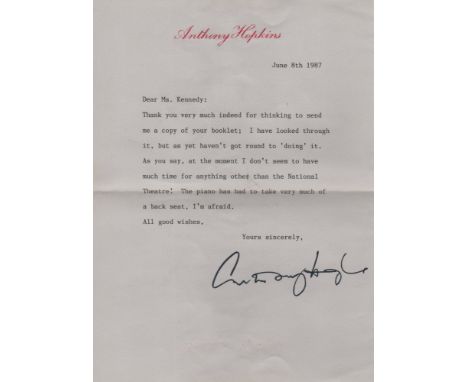 Anthony Hopkins
June 8th 1987
Dear Ms. Kennedy:
Thank you very much indeed for thinking to send
me a copy of your booklet; I have looked through
it, but as yet haven't got round to 'doing' it.
As you say, at the moment I don't seem to have
much time for anything other than the National
Theatre! The piano has had to take very much of
a back seat, I'm afraid.
All good wishes,
Yours sincerely,